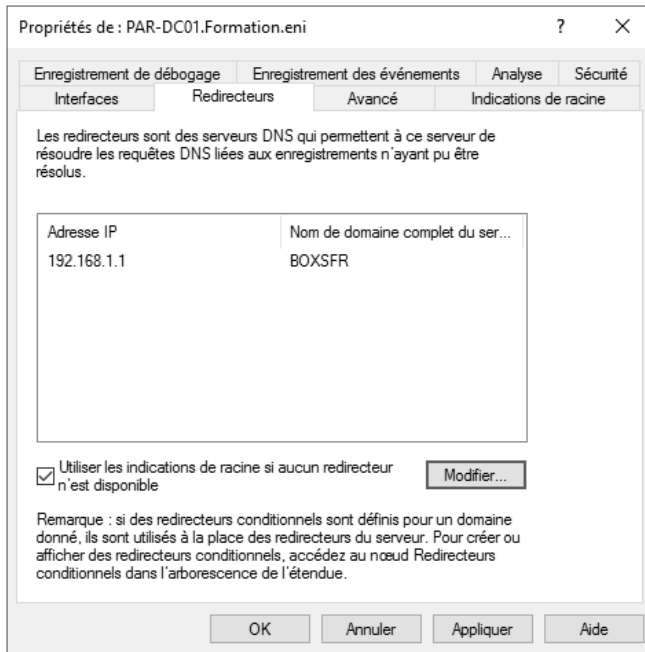 Propriétés de : PAR-DC01.Formation.eni
Enregistrement de débogage Enregistrement des événements Analyse Sécurité
Interfaces Redirecteurs Avancé Indications de racine
Les redirecteurs sont des serveurs DNS qui permettent à ce serveur de
résoudre les requêtes DNS liées aux enregistrements n'ayant pu être
résolus.
Adresse IP Nom de domaine complet du ser...
192.168.1.1 BOXSFR
Utiliser les indications de racine si aucun redirecteur
n'est disponible
Modifier...
Remarque : si des redirecteurs conditionnels sont définis pour un domaine
donné, ils sont utilisés à la place des redirecteurs du serveur. Pour créer ou
afficher des redirecteurs conditionnels, accédez au nœud Redirecteurs
conditionnels dans l'arborescence de l'étendue.
OK Annuler Appliquer Aide